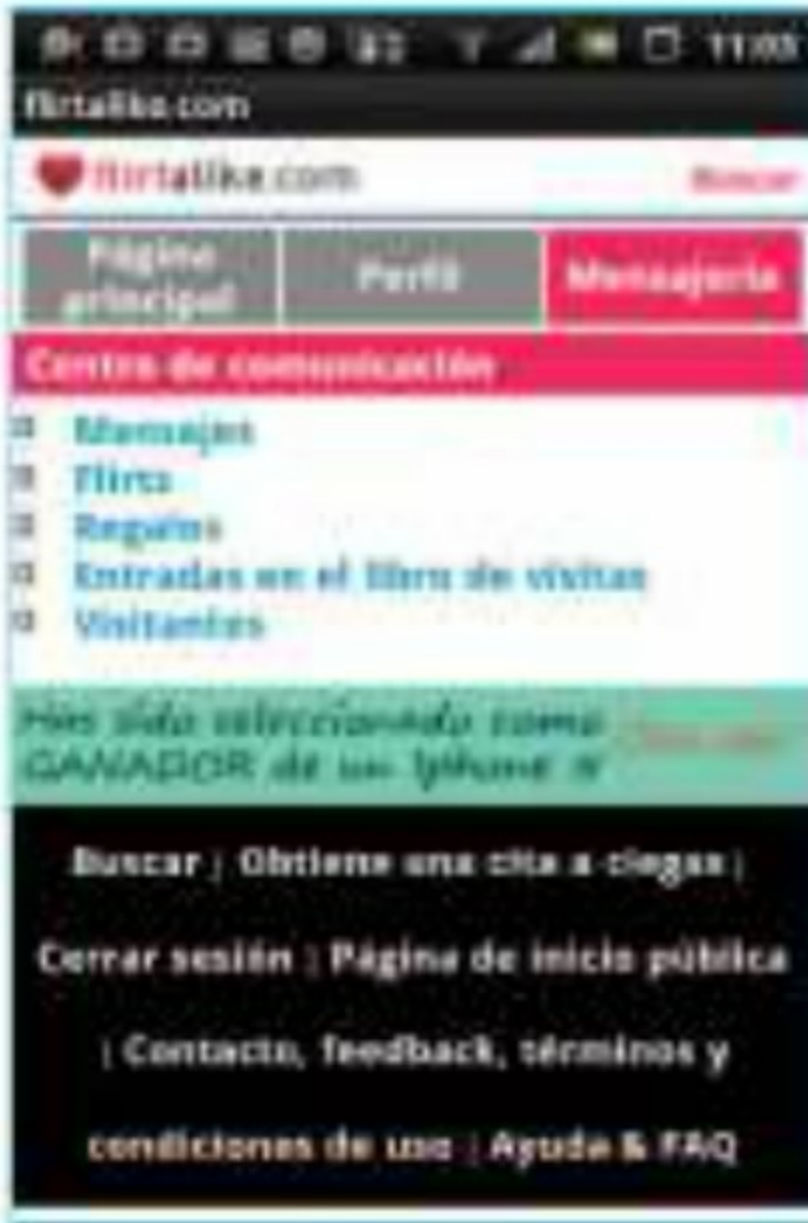 11:03
flirtalike.com
flirtalike.com Buscar
Página principal Perfil Mensajería
Centro de comunicación
Mensajes
Flirts
Regalos
Entradas en el libro de visitas
Visitantes
Has sido seleccionado como
GANADOR de un Iphone
Buscar | Obtiene una cita a ciegas |
Cerrar sesión | Página de inicio pública
| Contacto, feedback, términos y
condiciones de uso | Ayuda & FAQ